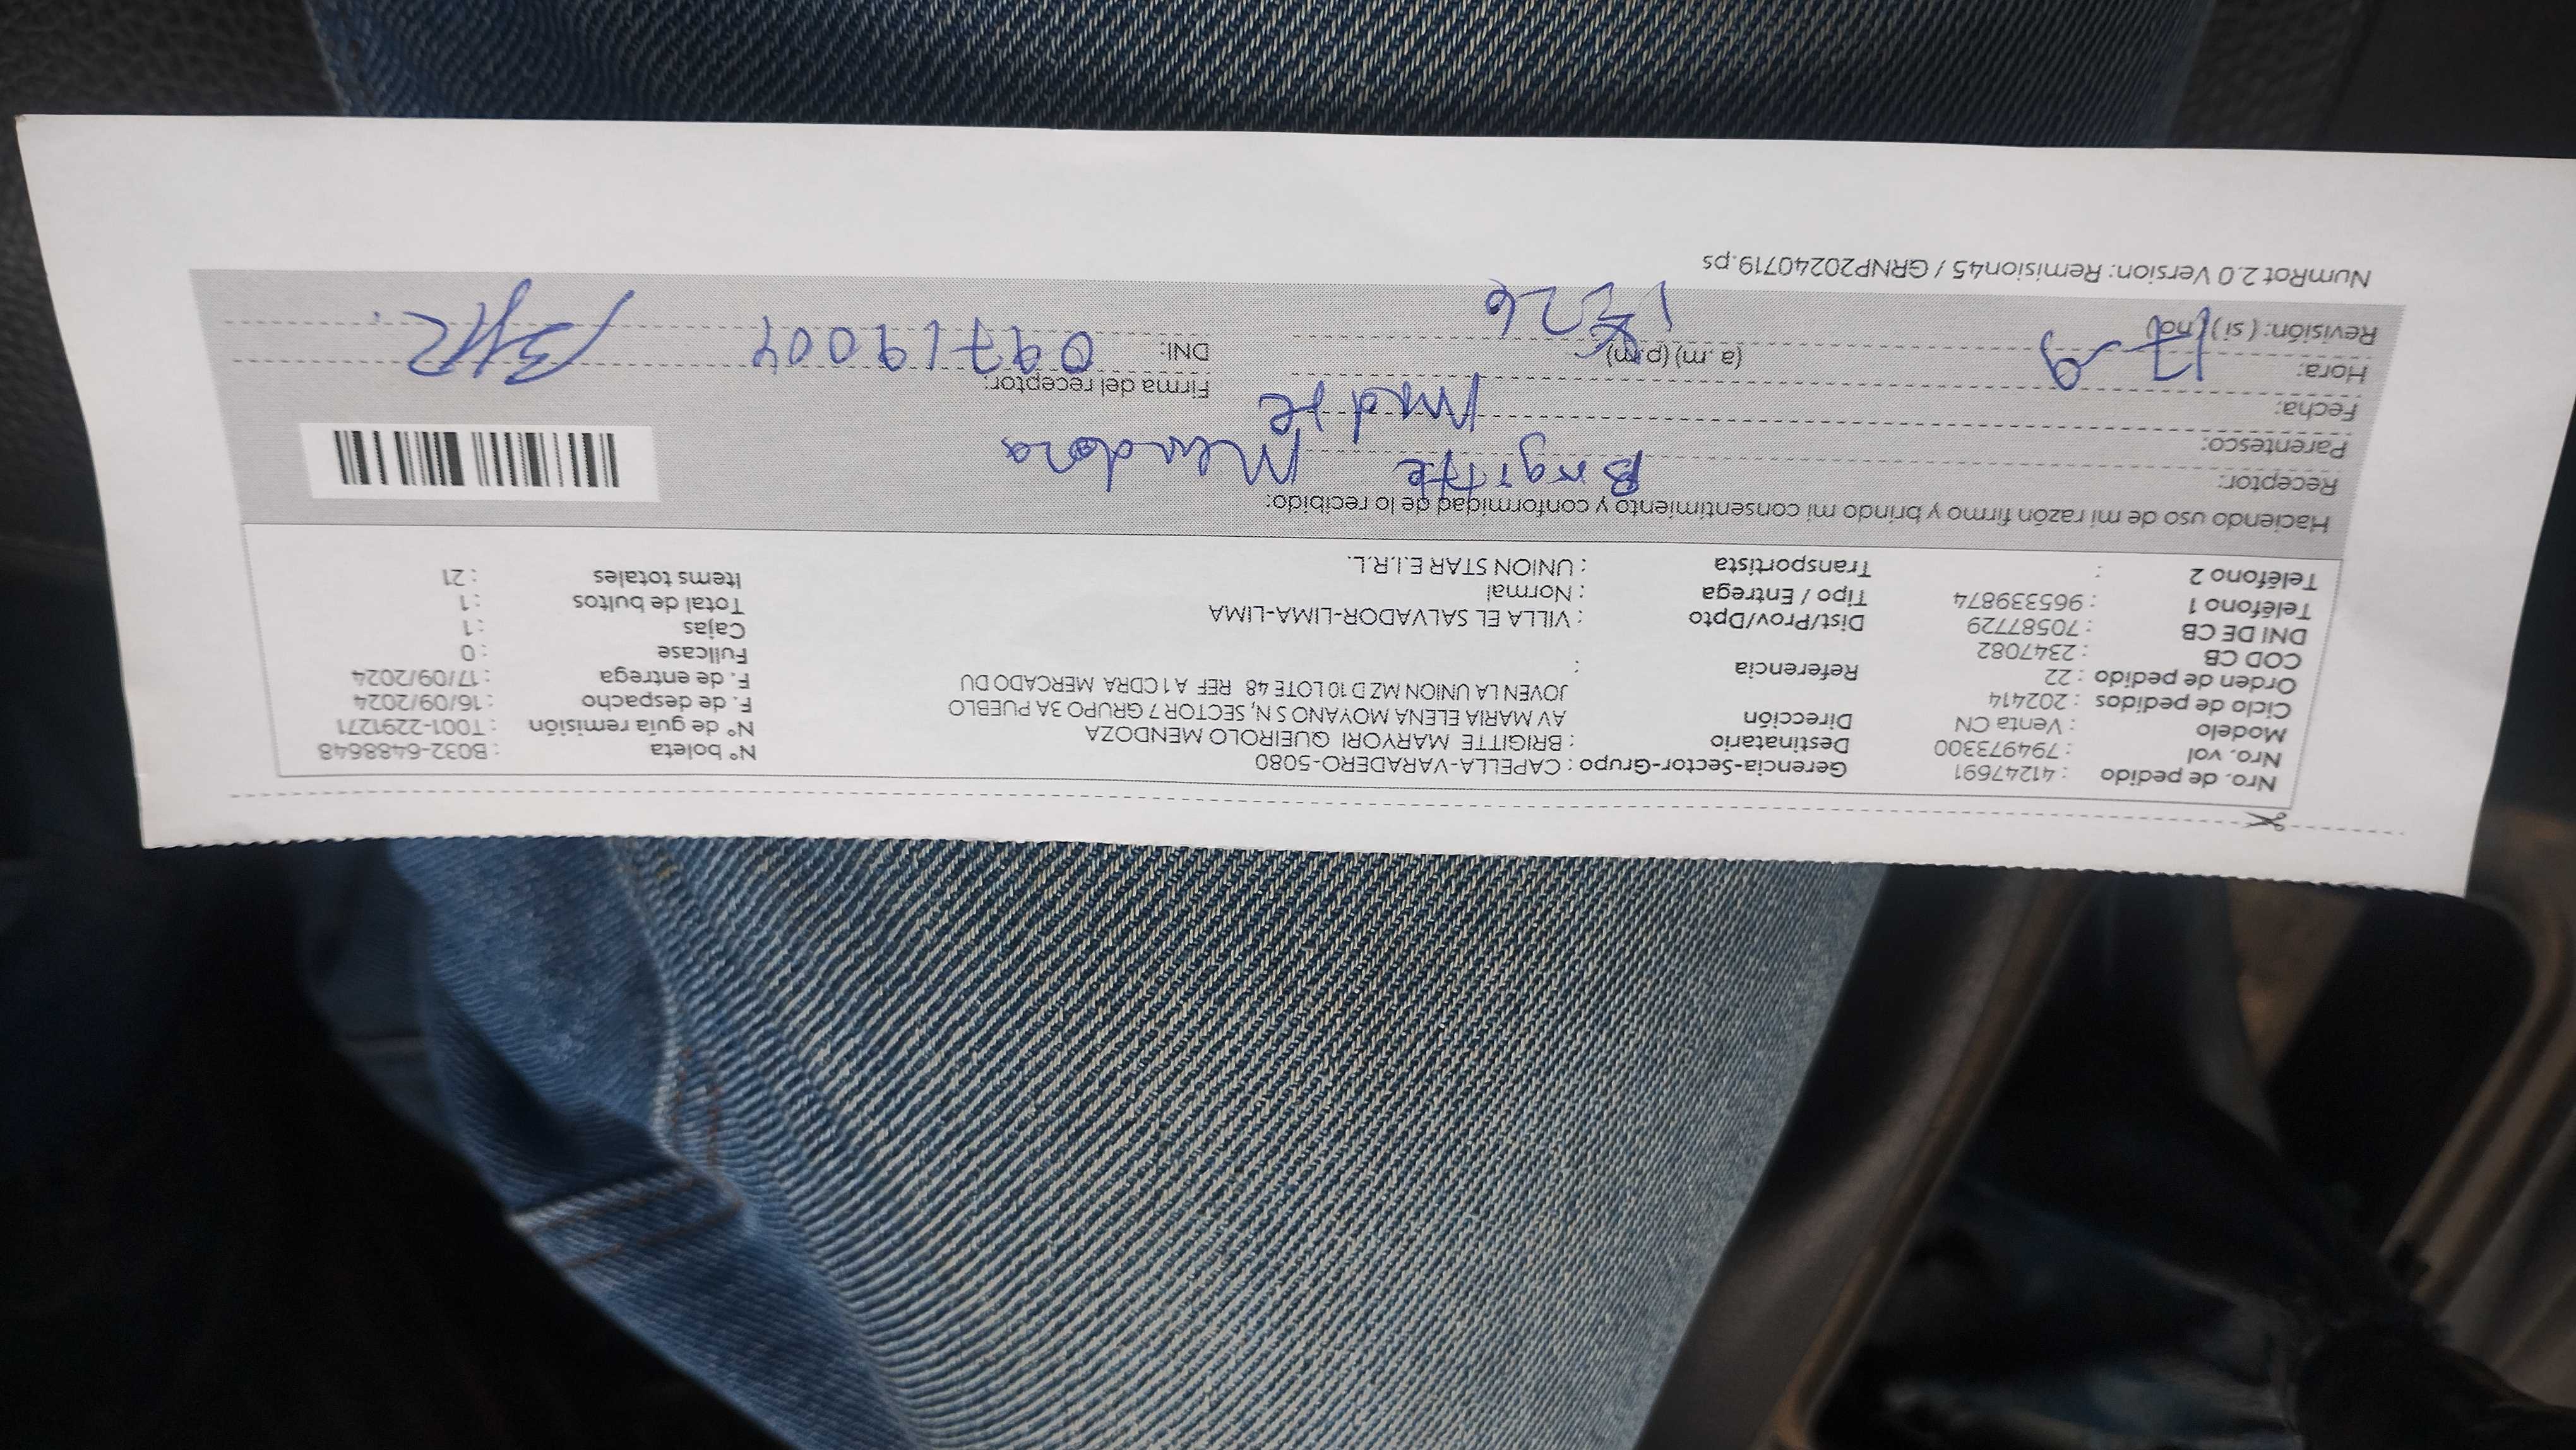 Nro. de pedido : 41247691 Gerencia-Sector-Grupo : CAPELLA-VARADERO-5080 N° boleta : B032-6488648
Nro. vol : 794973300 Destinatario : BRIGITTE MARYORI QUEIROLO MENDOZA N° de guía remisión : T001-2291271
Modelo : Venta CN Dirección AV MARIA ELENA MOYANO S N, SECTOR 7 GRUPO 3A PUEBLO F. de despacho : 16/09/2024
Ciclo de pedidos : 202414 JOVEN LA UNION MZ D 10 LOTE 48 REF A 1 CDRA MERCADO DU F. de entrega : 17/09/2024
Orden de pedido : 22 Referencia : Fullcase : 0
COD CB : 2347082 Cajas : 1
DNI DE CB : 70587729 Dist/Prov/Dpto : VILLA EL SALVADOR-LIMA-LIMA Total de bultos : 1
Teléfono 1 : 965339874 Tipo / Entrega : Normal Items totales : 21
Teléfono 2 : Transportista : UNION STAR E.I.R.L.
Haciendo uso de mi razón firmo y brindo mi consentimiento y conformidad de lo recibido:
Receptor: Brigitte Mendoza
Parentesco:
Fecha: Firma del receptor:
Hora: 17-9 (a.m) (p.m) DNI: 09719004
Revisión: (si) (no)
NumRot 2.0 Version: Remision45 / GRNP20240719.ps